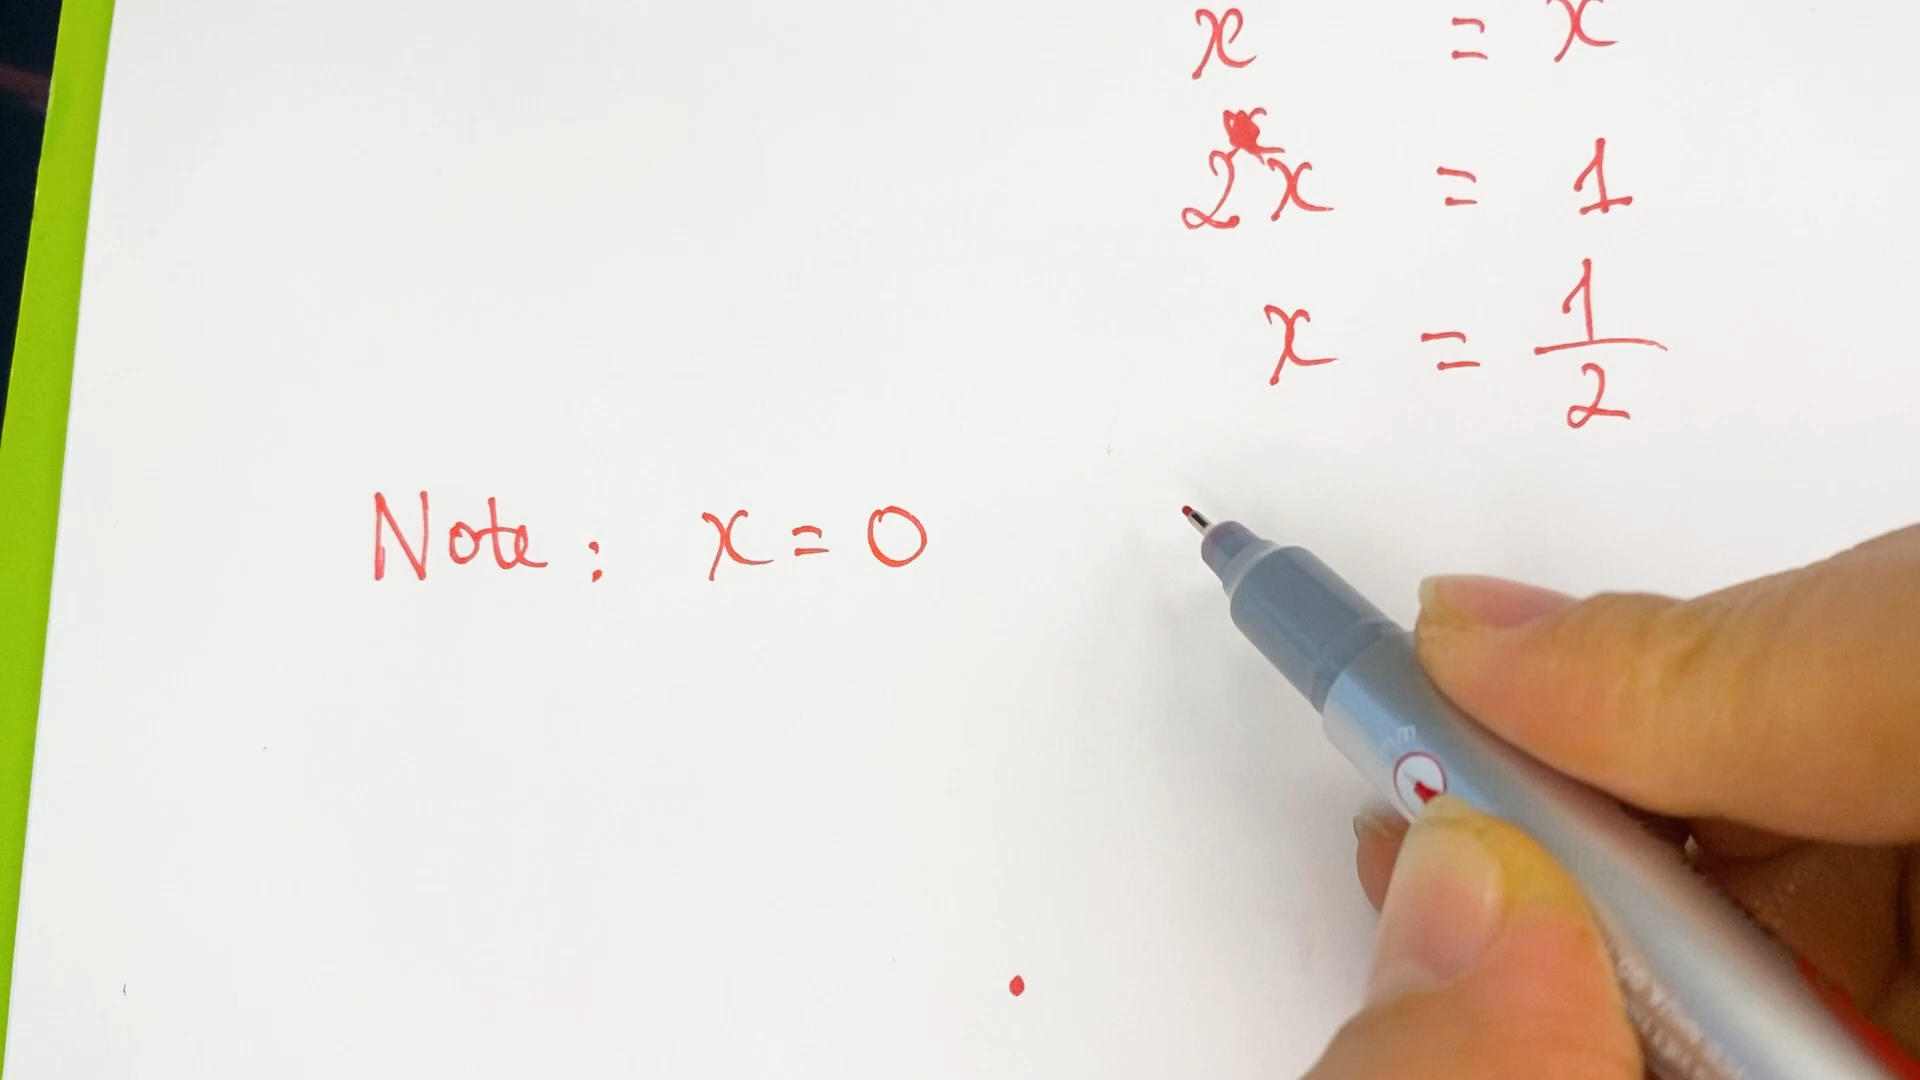 x = x
2x = 1
x = 1/2
Note : x = 0